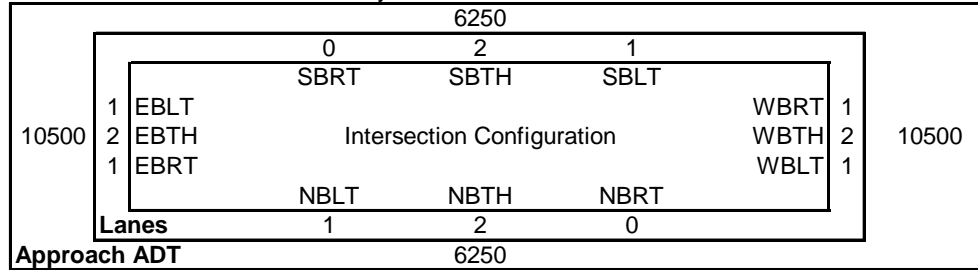 6250
0 2 1
SBRT SBTH SBLT
1 EBLT WBRT 1
10500 2 EBTH Intersection Configuration WBTH 2 10500
1 EBRT WBLT 1
NBLT NBTH NBRT
Lanes 1 2 0
Approach ADT 6250